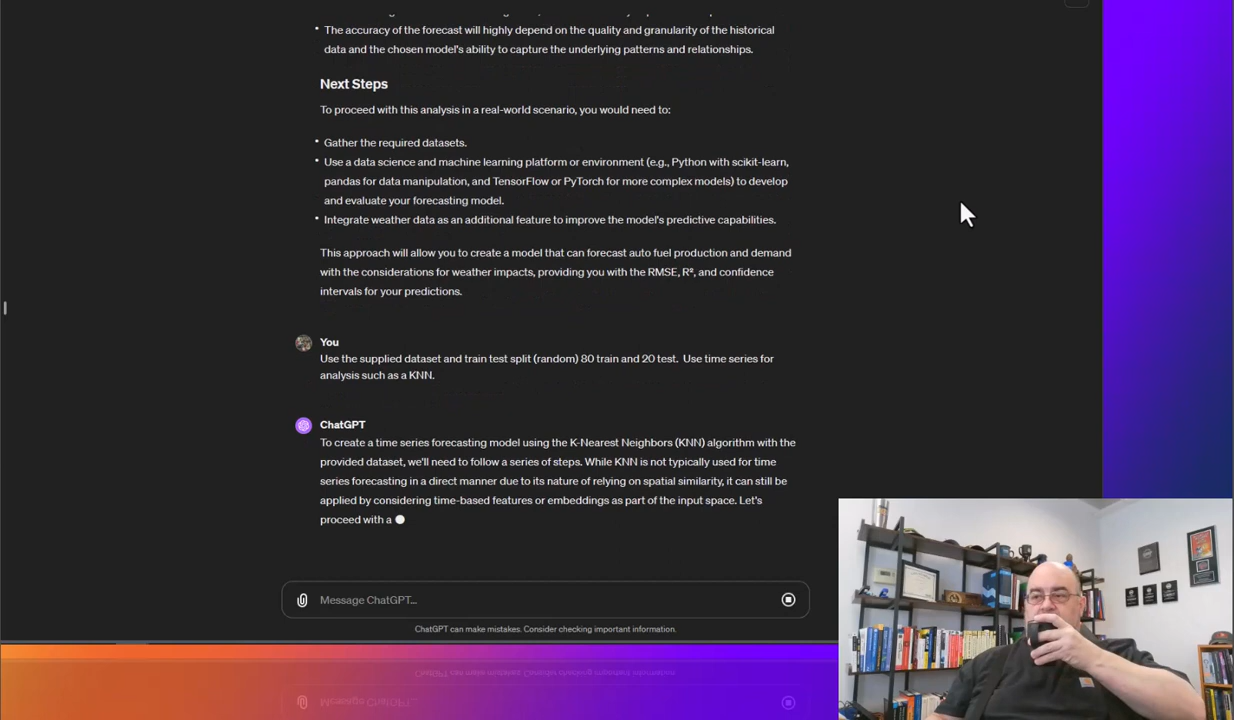 The accuracy of the forecast will highly depend on the quality and granularity of the historical
data and the chosen model's ability to capture the underlying patterns and relationships.
Next Steps
To proceed with this analysis in a real-world scenario, you would need to:
Gather the required datasets.
Use a data science and machine learning platform or environment (e.g., Python with scikit-learn,
pandas for data manipulation, and TensorFlow or PyTorch for more complex models) to develop
and evaluate your forecasting model.
Integrate weather data as an additional feature to improve the model's predictive capabilities.
This approach will allow you to create a model that can forecast auto fuel production and demand
with the considerations for weather impacts, providing you with the RMSE, R², and confidence
intervals for your predictions.
You
Use the supplied dataset and train test split (random) 80 train and 20 test. Use time series for
analysis such as a KNN.
ChatGPT
To create a time series forecasting model using the K-Nearest Neighbors (KNN) algorithm with the
provided dataset, we'll need to follow a series of steps. While KNN is not typically used for time
series forecasting in a direct manner due to its nature of relying on spatial similarity, it can still be
applied by considering time-based features or embeddings as part of the input space. Let's
proceed with a
Message ChatGPT...
ChatGPT can make mistakes. Consider checking important information.